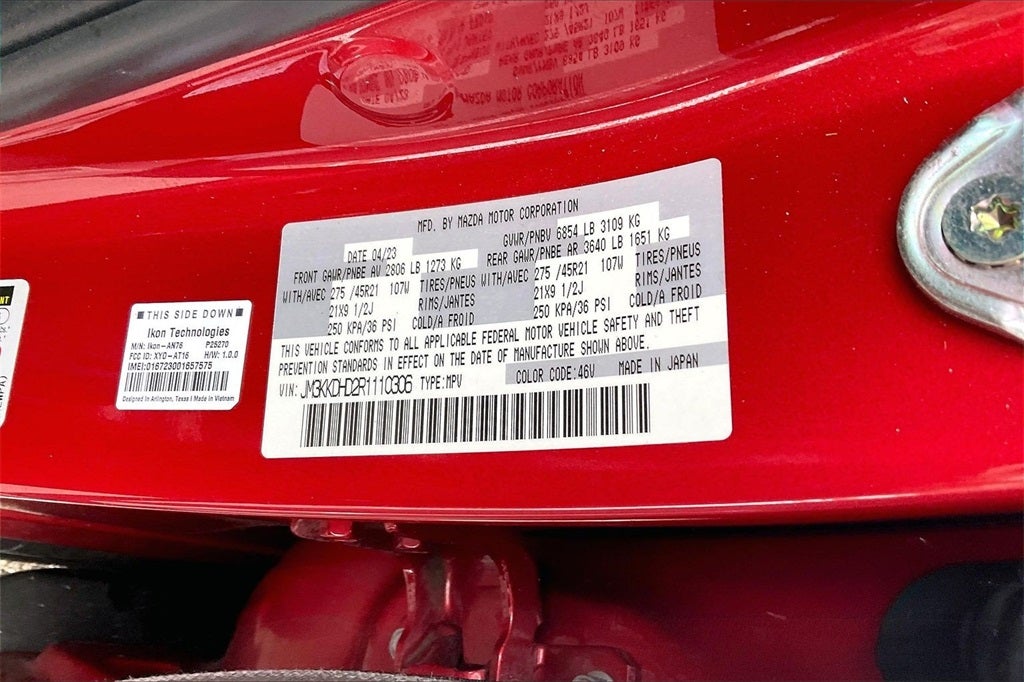 MFD. BY MAZDA MOTOR CORPORATION
DATE 04/23 GVWR/PNBV 6854 LB 3109 KG
FRONT GAWR/PNBE AV 2806 LB 1273 KG REAR GAWR/PNBE AR 3640 LB 1651 KG
WITH/AVEC 275 /45R21 107W TIRES/PNEUS WITH/AVEC 275 /45R21 107W TIRES/PNEUS
21X9 1/2J RIMS/JANTES 21X9 1/2J RIMS/JANTES
250 KPA/36 PSI COLD/A FROID 250 KPA/36 PSI COLD/A FROID
THIS VEHICLE CONFORMS TO ALL APPLICABLE FEDERAL MOTOR VEHICLE SAFETY AND THEFT
PREVENTION STANDARDS IN EFFECT ON THE DATE OF MANUFACTURE SHOWN ABOVE.
VIN: JM3KKDHD2R1110306 TYPE:MPV COLOR CODE:46V MADE IN JAPAN
THIS SIDE DOWN
Ikon Technologies
M/N: Ikon-AN76 P25270
FCC ID: XYO-AT16 H/W: 1.0.0
IMEI:016723001657575
Designed in Arlington, Texas | Made in Vietnam